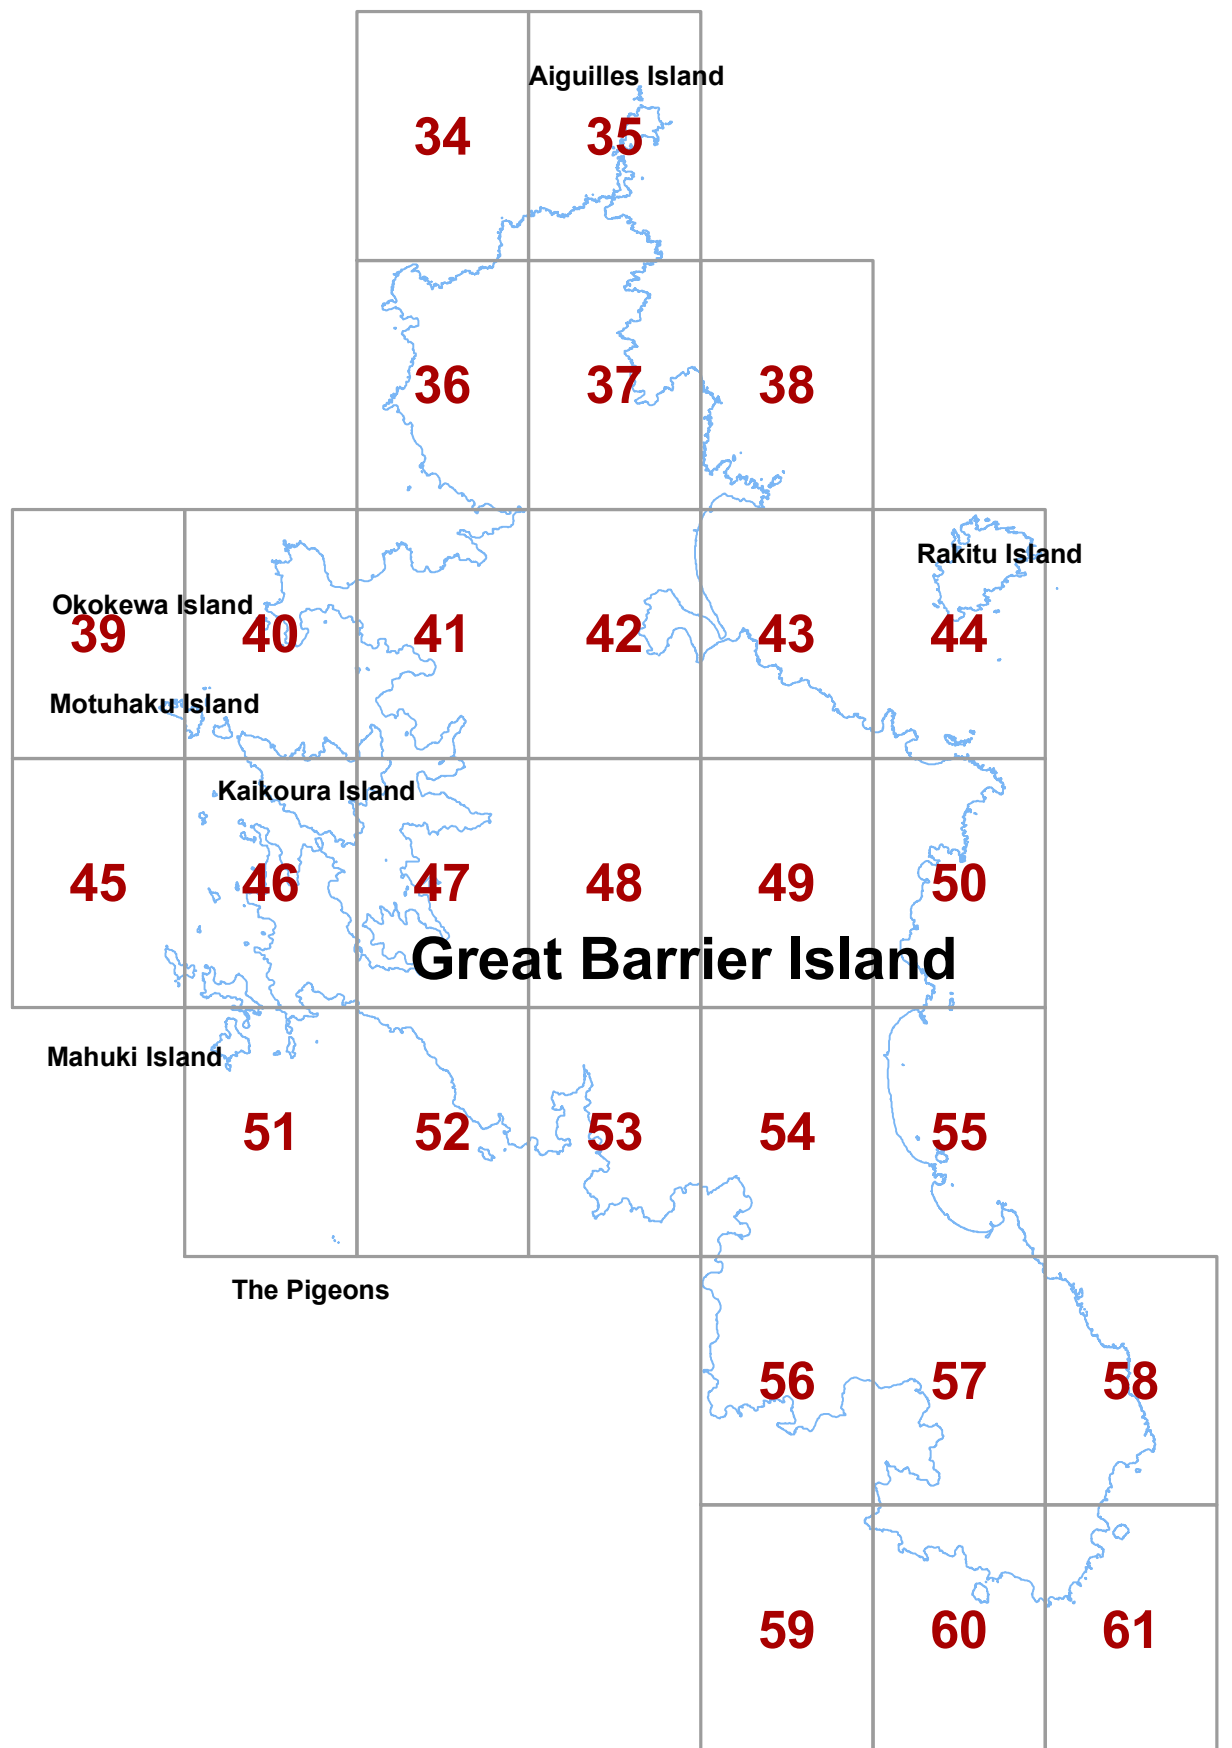 Aiguilles Island
34 35
36 37 38
Rakitu Island
Okokewa Island
39 40 41 42 43 44
Motuhaku Island
Kaikoura Island
45 46 47 48 49 50
Great Barrier Island
Mahuki Island
51 52 53 54 55
The Pigeons
56 57 58
59 60 61